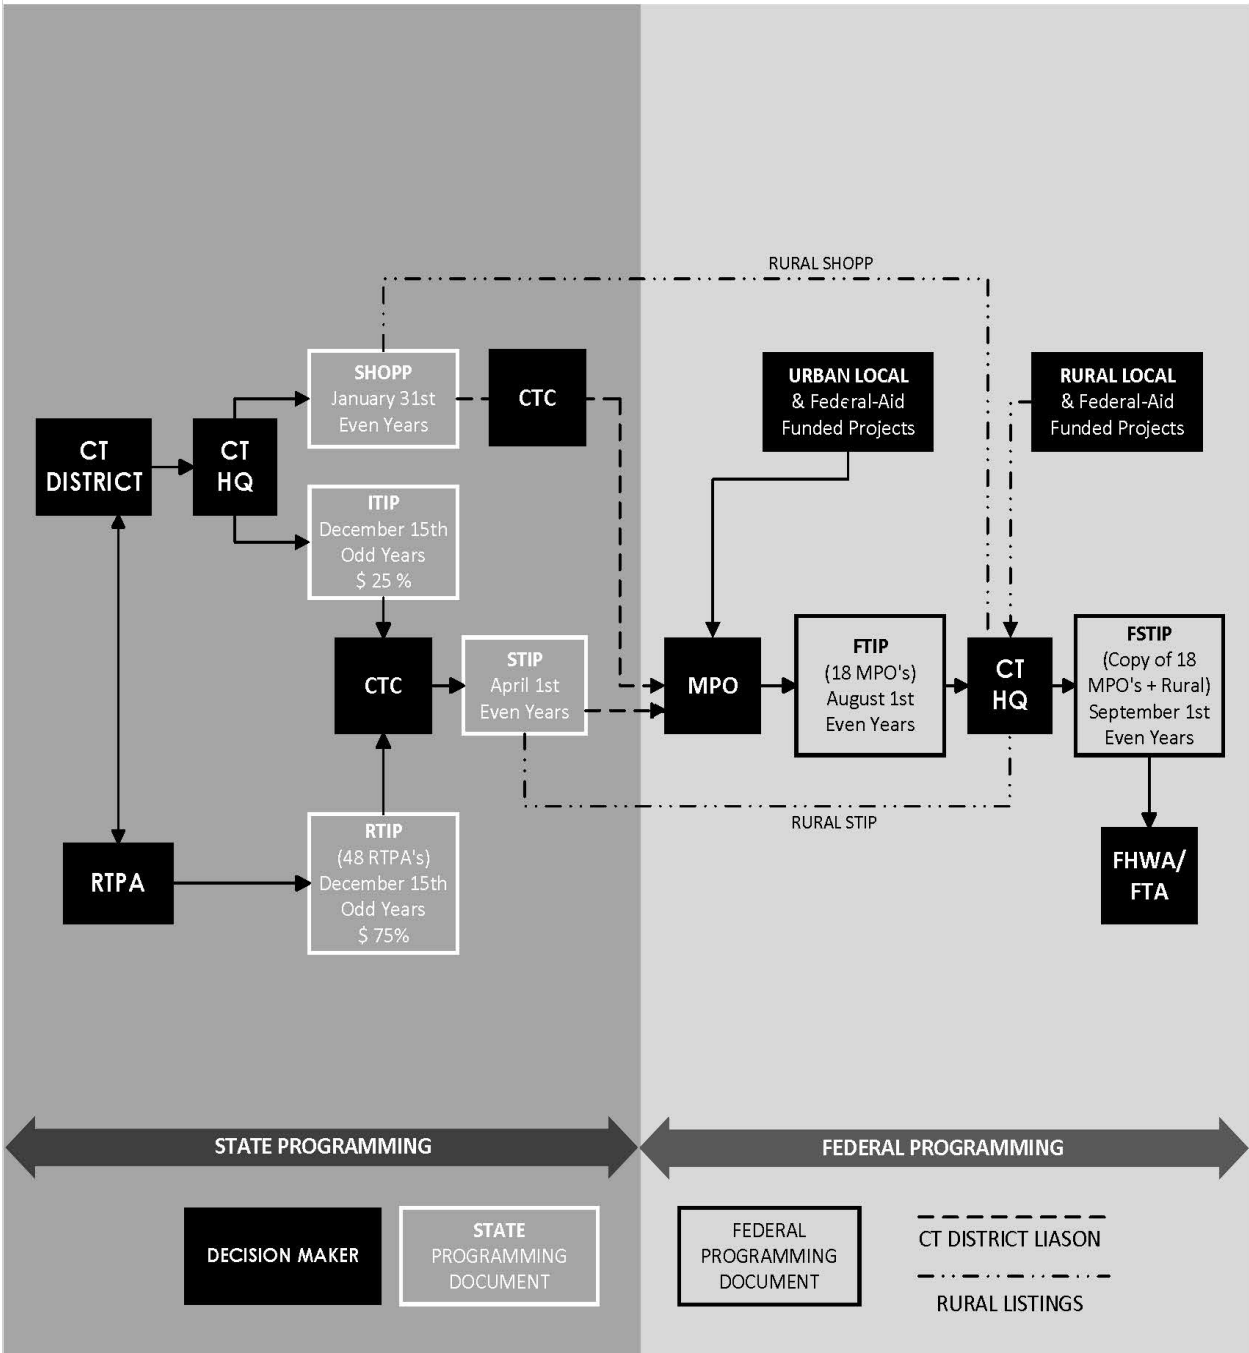 RURAL SHOPP
SHOPP
January 31st
Even Years
CTC
URBAN LOCAL
& Federal-Aid
Funded Projects
RURAL LOCAL
& Federal-Aid
Funded Projects
CT
DISTRICT
CT
HQ
ITIP
December 15th
Odd Years
$ 25 %
CTC
STIP
April 1st
Even Years
MPO
FTIP
(18 MPO's)
August 1st
Even Years
CT
HQ
FSTIP
(Copy of 18
MPO's + Rural)
September 1st
Even Years
RURAL STIP
RTPA
RTIP
(48 RTPA's)
December 15th
Odd Years
$ 75%
FHWA/
FTA
STATE PROGRAMMING
FEDERAL PROGRAMMING
DECISION MAKER
STATE
PROGRAMMING
DOCUMENT
FEDERAL
PROGRAMMING
DOCUMENT
CT DISTRICT LIASON
RURAL LISTINGS